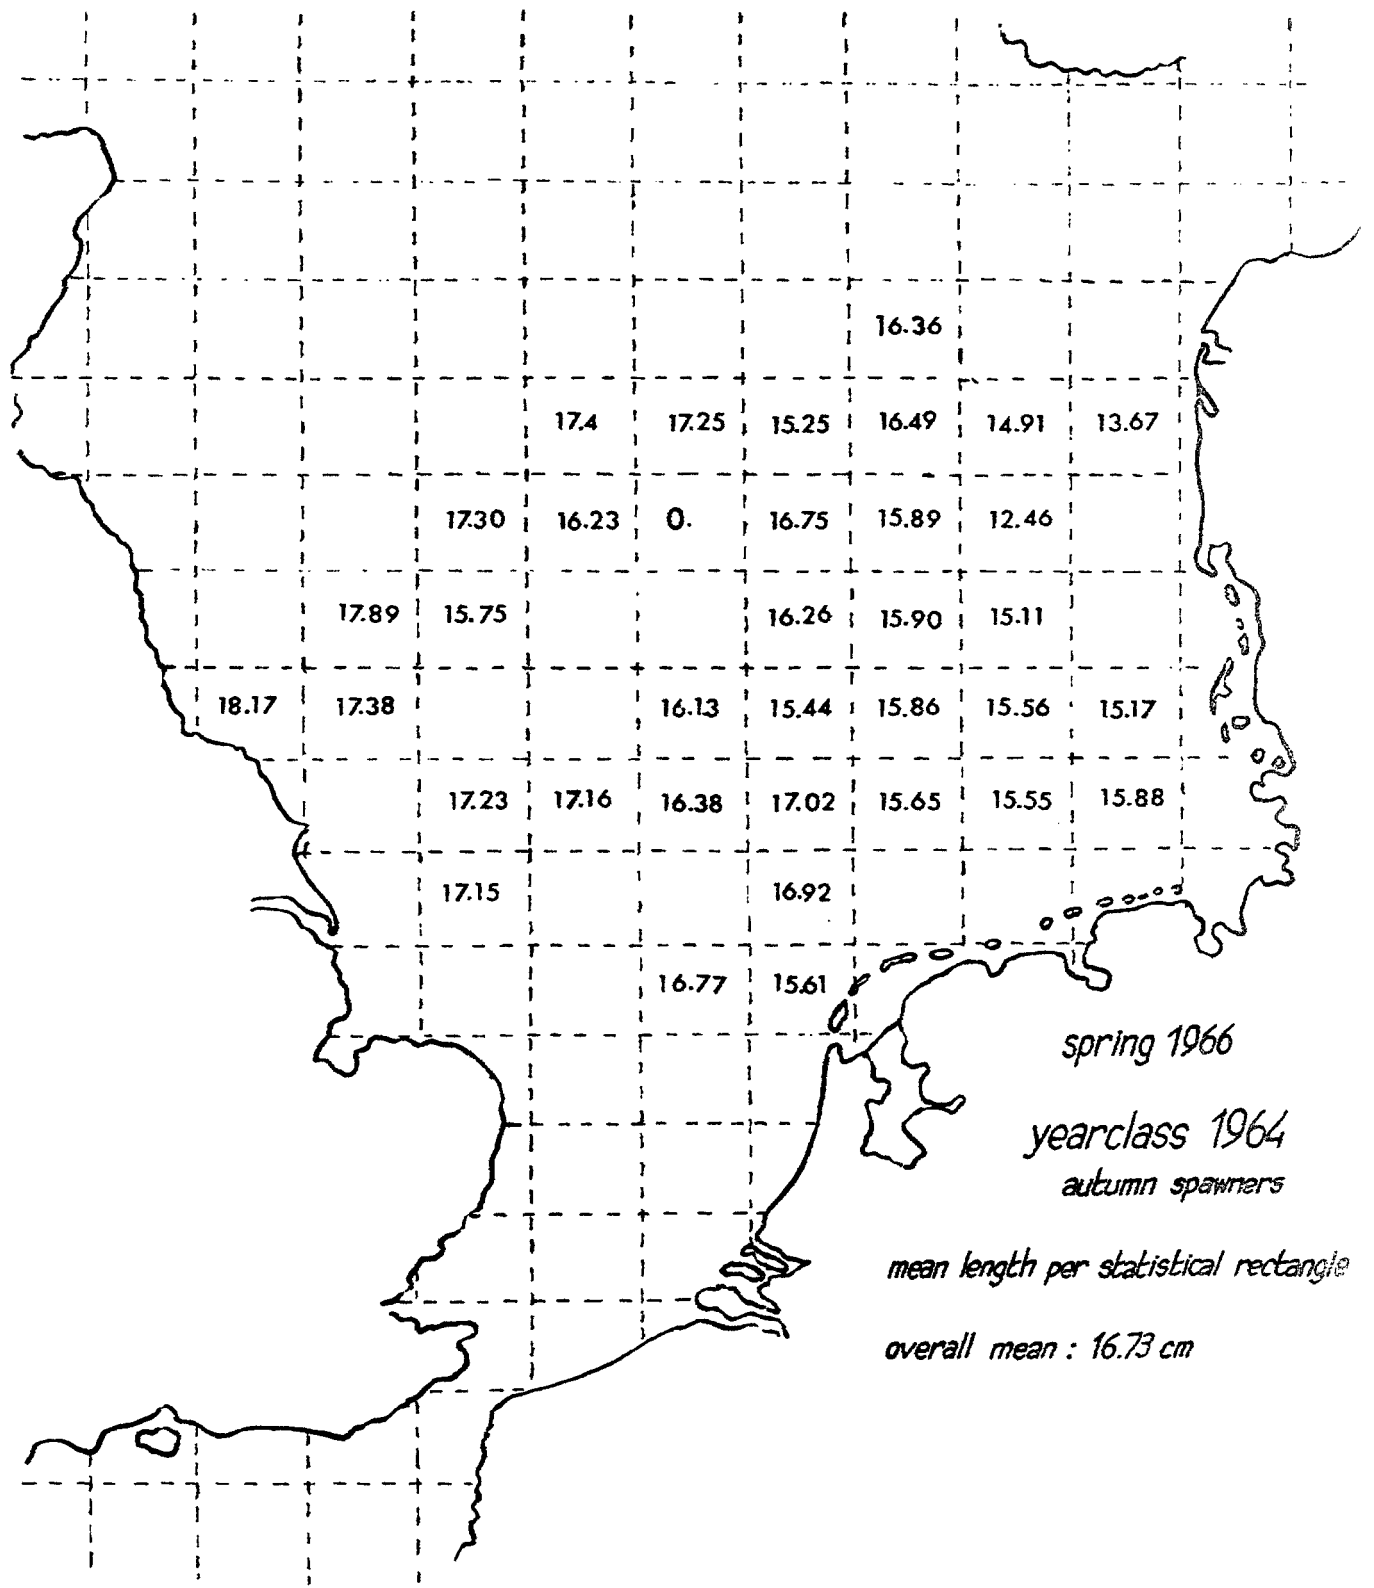 16.36
17.4 17.25 15.25 16.49 14.91 13.67
17.30 16.23 0. 16.75 15.89 12.46
17.89 15.75 16.26 15.90 15.11
18.17 17.38 16.13 15.44 15.86 15.56 15.17
17.23 17.16 16.38 17.02 15.65 15.55 15.88
17.15 16.92
16.77 15.61
spring 1966
yearclass 1964
autumn spawners
mean length per statistical rectangle
overall mean : 16.73 cm